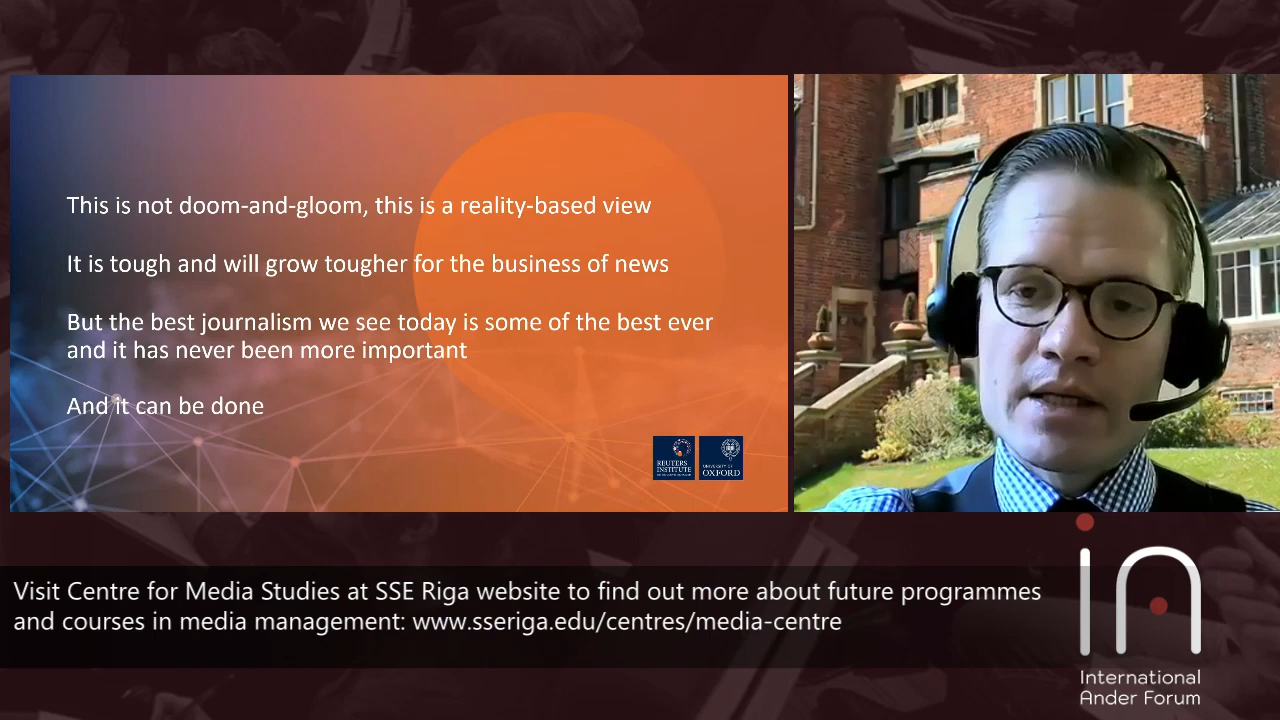 This is not doom-and-gloom, this is a reality-based view
It is tough and will grow tougher for the business of news
But the best journalism we see today is some of the best ever
and it has never been more important
And it can be done
REUTERS
INSTITUTE
UNIVERSITY OF
OXFORD
Visit Centre for Media Studies at SSE Riga website to find out more about future programmes
and courses in media management: www.sseriga.edu/centres/media-centre
in
International
Ander Forum